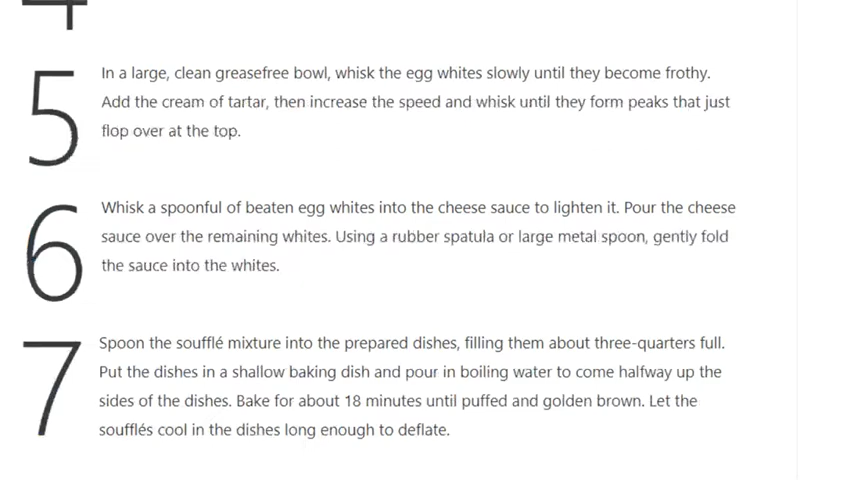 5
In a large, clean greasefree bowl, whisk the egg whites slowly until they become frothy.
Add the cream of tartar, then increase the speed and whisk until they form peaks that just
flop over at the top.
6
Whisk a spoonful of beaten egg whites into the cheese sauce to lighten it. Pour the cheese
sauce over the remaining whites. Using a rubber spatula or large metal spoon, gently fold
the sauce into the whites.
7
Spoon the soufflé mixture into the prepared dishes, filling them about three-quarters full.
Put the dishes in a shallow baking dish and pour in boiling water to come halfway up the
sides of the dishes. Bake for about 18 minutes until puffed and golden brown. Let the
soufflés cool in the dishes long enough to deflate.